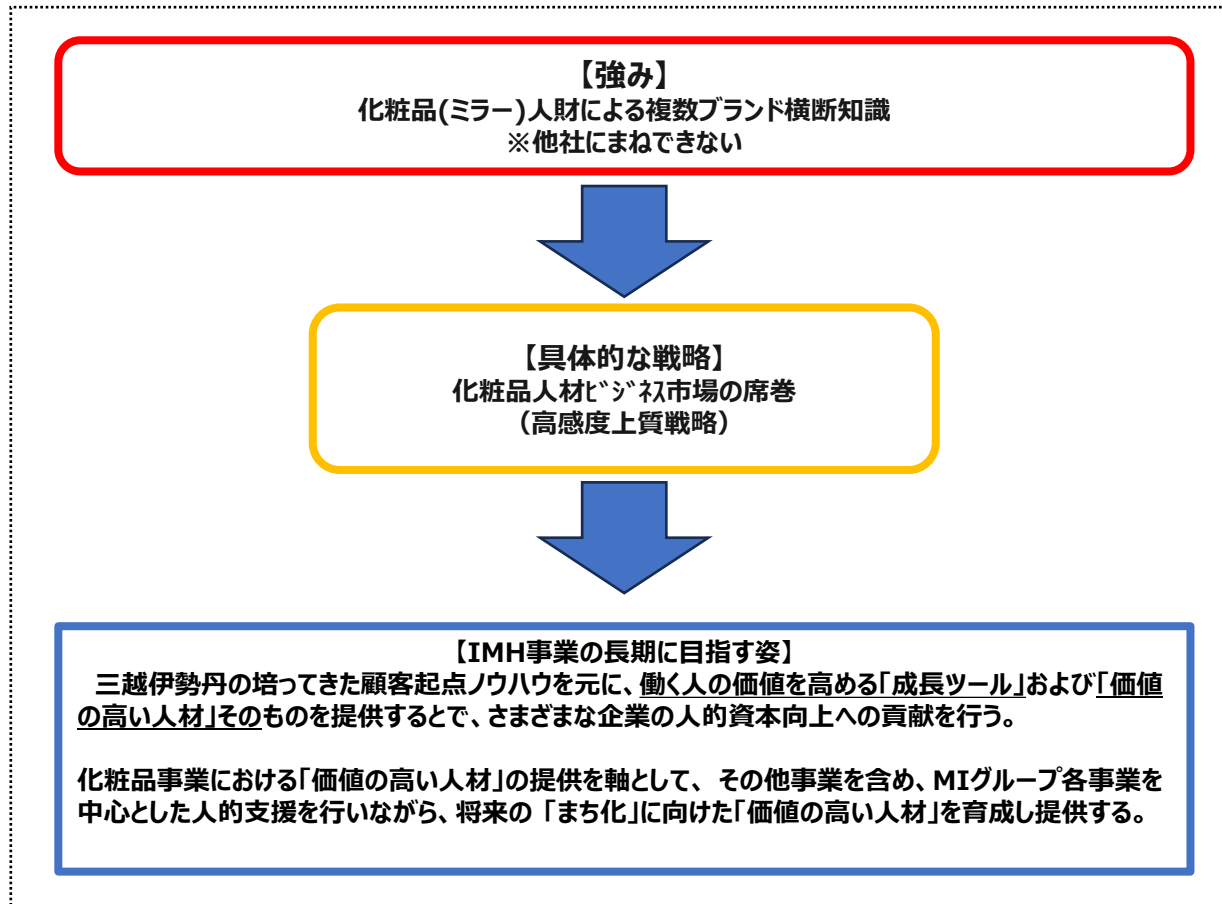 【強み】
化粧品(ミラー)人財による複数ブランド横断知識
※他社にまねできない
【具体的な戦略】
化粧品人材ﾋﾞｼﾞﾈｽ市場の席巻
（高感度上質戦略）
【IMH事業の長期に目指す姿】
三越伊勢丹の培ってきた顧客起点ノウハウを元に、働く人の価値を高める「成長ツール」および「価値
の高い人材」そのものを提供するとで、さまざまな企業の人的資本向上への貢献を行う。
化粧品事業における「価値の高い人材」の提供を軸として、その他事業を含め、MIグループ各事業を
中心とした人的支援を行いながら、将来の「まち化」に向けた「価値の高い人材」を育成し提供する。